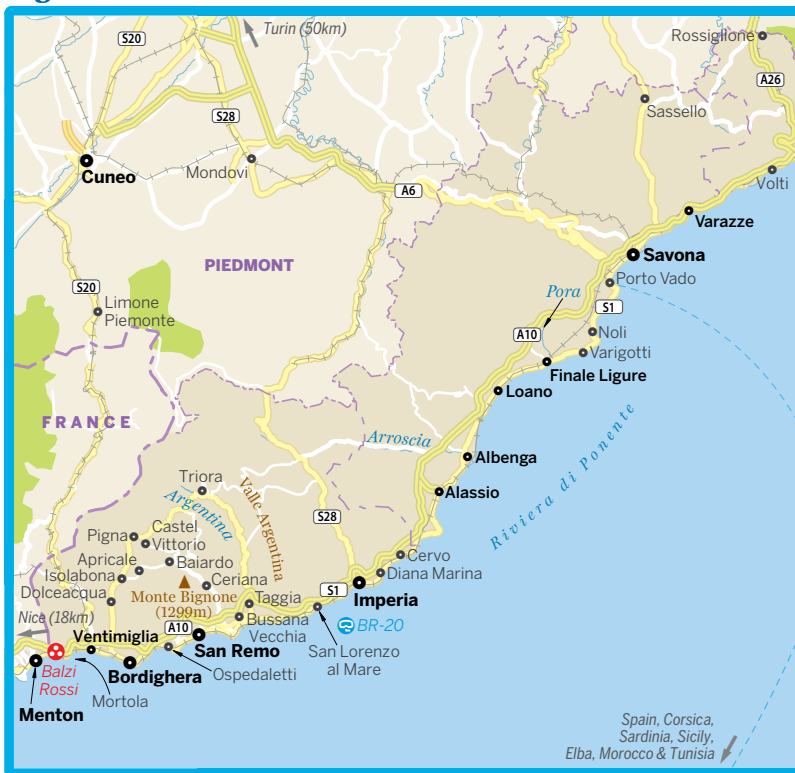 Turin (50km)
S20
Rossiglione
A26
Sassello
S28
Cuneo
Mondovi
Volti
A6
Varazze
Savona
PIEDMONT
Porto Vado
S20
Limone
Piemonte
Pora
S1
A10
Noli
Varigotti
Finale Ligure
Loano
FRANCE
Arroscia
Albenga
Riviera di Ponente
Triora
Alassio
Argentina
Valle Argentina
S28
Pigna
Castel
Vittorio
Apricale
Baiardo
Cervo
Isolabona
Ceriana
Diana Marina
Dolceacqua
Monte Bignone
(1299m)
S1
Imperia
Taggia
Nice (18km)
A10
Bussana
Vecchia
BR-20
Ventimiglia
San Remo
San Lorenzo
al Mare
Balzi
Rossi
Bordighera
Ospedaletti
Mortola
Menton
Spain, Corsica,
Sardinia, Sicily,
Elba, Morocco & Tunisia